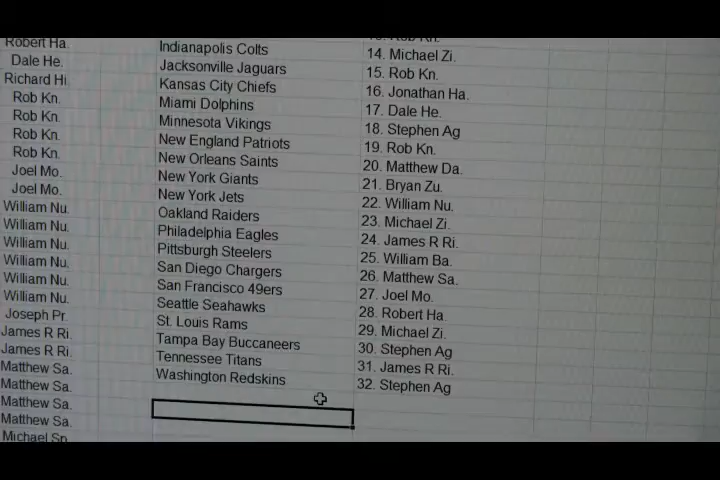 Robert Ha.
Dale He.
Richard Hi.
Rob Kn.
Rob Kn.
Rob Kn.
Rob Kn.
Joel Mo.
Joel Mo.
William Nu.
William Nu.
William Nu.
William Nu.
William Nu.
William Nu.
Joseph Pr.
James R Ri.
James R Ri.
Matthew Sa.
Matthew Sa.
Matthew Sa.
Matthew Sa.
Michael Sp.
Indianapolis Colts
Jacksonville Jaguars
Kansas City Chiefs
Miami Dolphins
Minnesota Vikings
New England Patriots
New Orleans Saints
New York Giants
New York Jets
Oakland Raiders
Philadelphia Eagles
Pittsburgh Steelers
San Diego Chargers
San Francisco 49ers
Seattle Seahawks
St. Louis Rams
Tampa Bay Buccaneers
Tennessee Titans
Washington Redskins
13. Rob Kn.
14. Michael Zi.
15. Rob Kn.
16. Jonathan Ha.
17. Dale He.
18. Stephen Ag
19. Rob Kn.
20. Matthew Da.
21. Bryan Zu.
22. William Nu.
23. Michael Zi.
24. James R Ri.
25. William Ba.
26. Matthew Sa.
27. Joel Mo.
28. Robert Ha.
29. Michael Zi.
30. Stephen Ag
31. James R Ri.
32. Stephen Ag